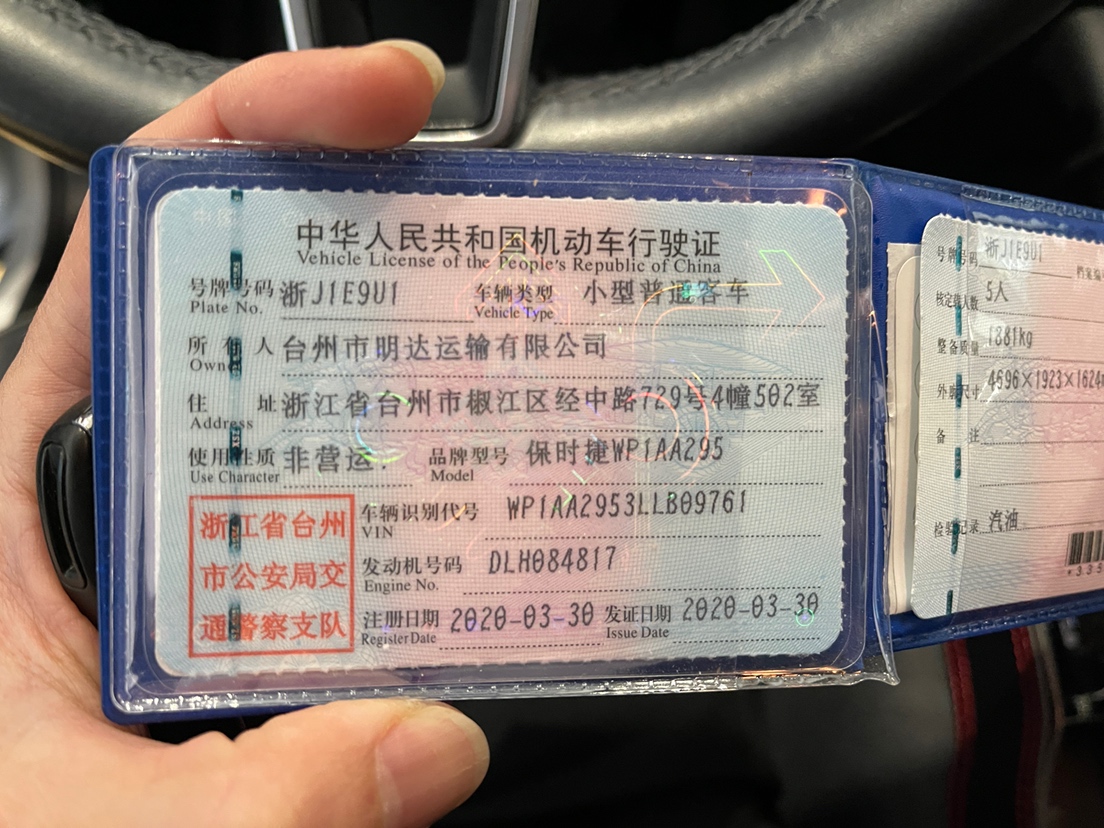 中华人民共和国机动车行驶证
Vehicle License of the People's Republic of China
号牌号码 浙J1E9U1 车辆类型 小型普通客车
Plate No. Vehicle Type
所有人 台州市明达运输有限公司
Owner
住址 浙江省台州市椒江区经中路729号4幢502室
Address
使用性质 非营运 品牌型号 保时捷WP1AA295
Use Character Model
浙江省台州
市公安局交
通警察支队
车辆识别代号 WP1AA2953LLB09761
VIN
发动机号码 DLH084817
Engine No.
注册日期 2020-03-30 发证日期 2020-03-30
Register Date Issue Date
号牌号码 浙J1E9U1
核定载人数 5人
整备质量 1881kg
外廓尺寸 4696×1923×1624
备注
检验记录 汽油